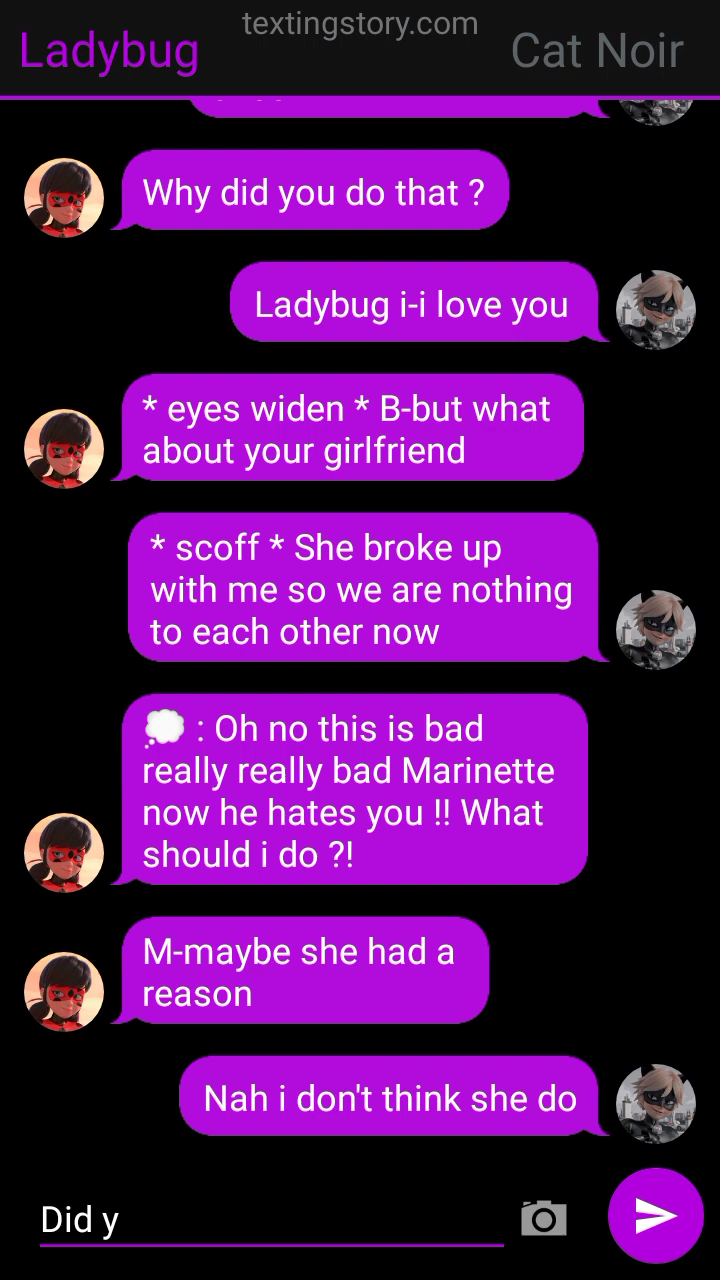 textingstory.com
Ladybug
Cat Noir
Why did you do that ?
Ladybug i-i love you
* eyes widen * B-but what
about your girlfriend
* scoff * She broke up
with me so we are nothing
to each other now
💭 : Oh no this is bad
really really bad Marinette
now he hates you !! What
should i do ?!
M-maybe she had a
reason
Nah i don't think she do
Did y